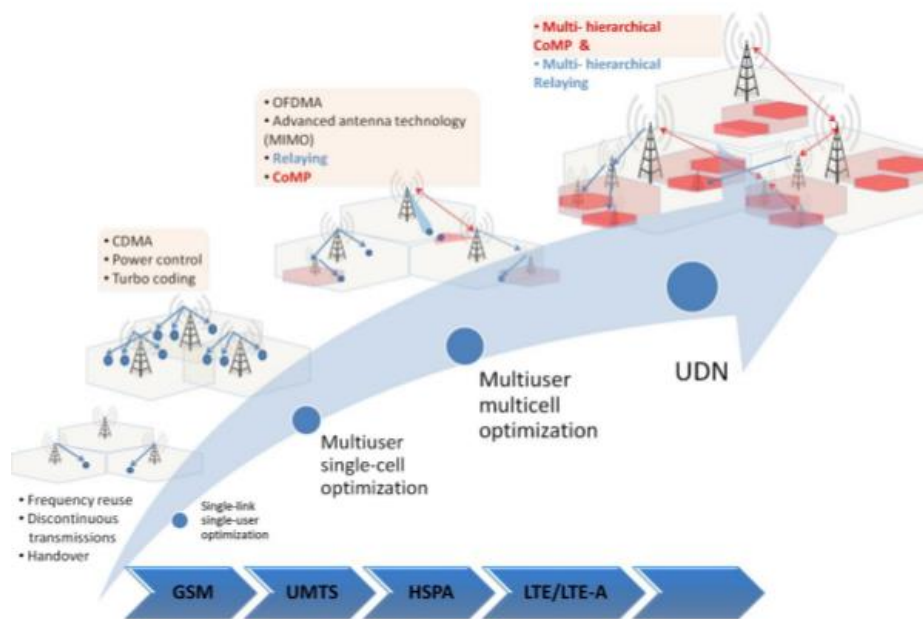 • Multi- hierarchical
CoMP &
• Multi- hierarchical
Relaying
• OFDMA
• Advanced antenna technology
(MIMO)
• Relaying
• CoMP
• CDMA
• Power control
• Turbo coding
• Frequency reuse
• Discontinuous
transmissions
• Handover
Single-link
single-user
optimization
Multiuser
single-cell
optimization
Multiuser
multicell
optimization
UDN
GSM
UMTS
HSPA
LTE/LTE-A